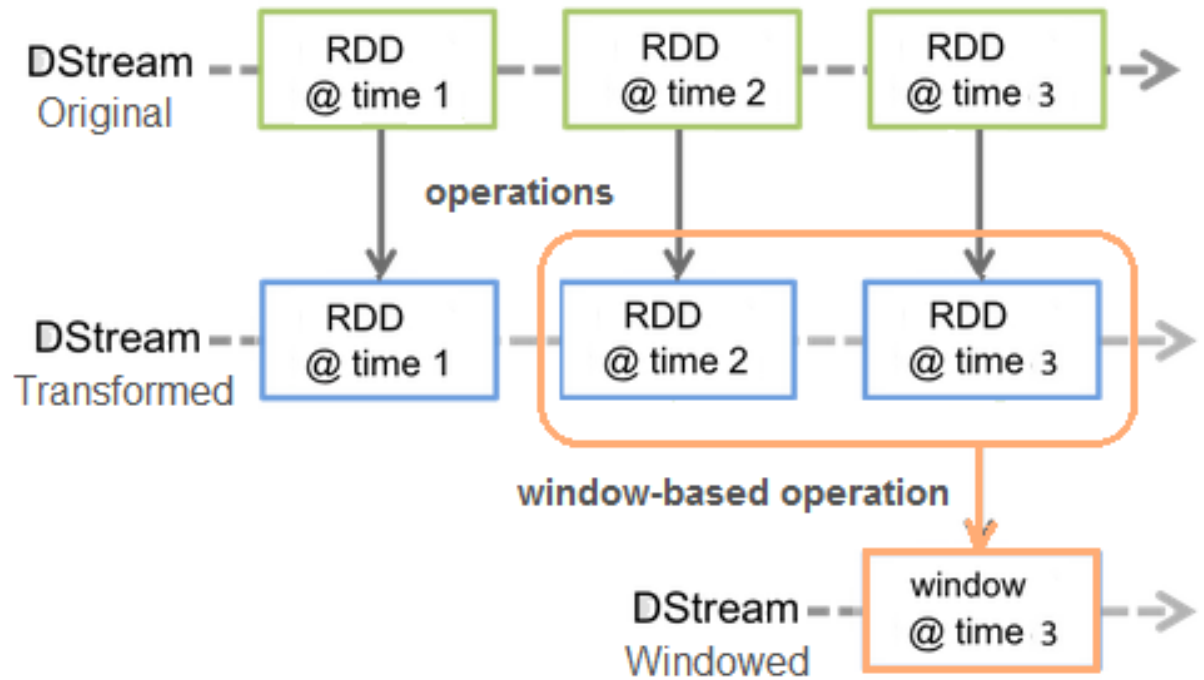 DStream
Original
RDD
@ time 1
RDD
@ time 2
RDD
@ time 3
operations
DStream
Transformed
RDD
@ time 1
RDD
@ time 2
RDD
@ time 3
window-based operation
DStream
Windowed
window
@ time 3